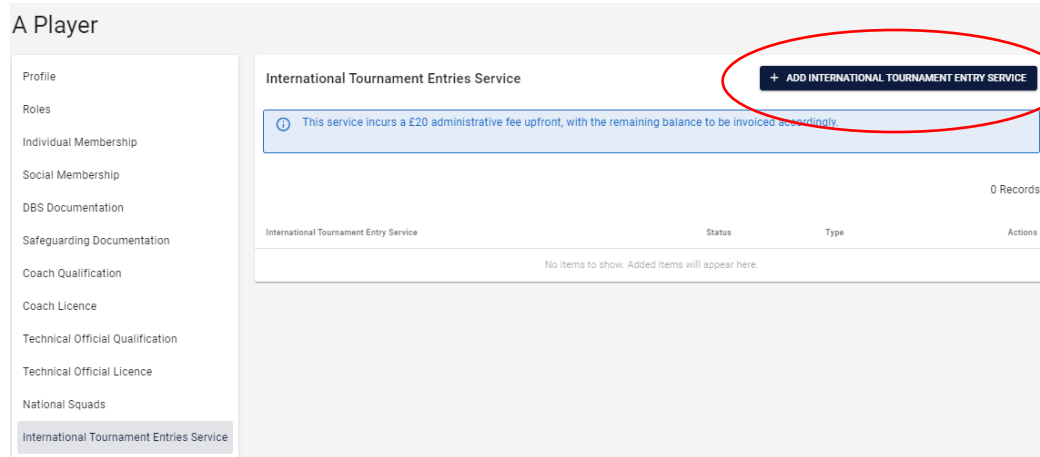 A Player
Profile
Roles
Individual Membership
Social Membership
DBS Documentation
Safeguarding Documentation
Coach Qualification
Coach Licence
Technical Official Qualification
Technical Official Licence
National Squads
International Tournament Entries Service
International Tournament Entries Service
+ ADD INTERNATIONAL TOURNAMENT ENTRY SERVICE
This service incurs a £20 administrative fee upfront, with the remaining balance to be invoiced accordingly.
0 Records
International Tournament Entry Service Status Type Actions
No items to show. Added items will appear here.